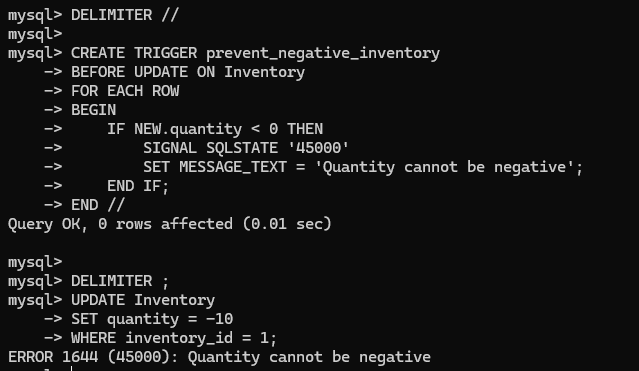 mysql> DELIMITER //
mysql>
mysql> CREATE TRIGGER prevent_negative_inventory
    -> BEFORE UPDATE ON Inventory
    -> FOR EACH ROW
    -> BEGIN
    ->     IF NEW.quantity < 0 THEN
    ->         SIGNAL SQLSTATE '45000'
    ->         SET MESSAGE_TEXT = 'Quantity cannot be negative';
    ->     END IF;
    -> END //
Query OK, 0 rows affected (0.01 sec)

mysql>
mysql> DELIMITER ;
mysql> UPDATE Inventory
    -> SET quantity = -10
    -> WHERE inventory_id = 1;
ERROR 1644 (45000): Quantity cannot be negative